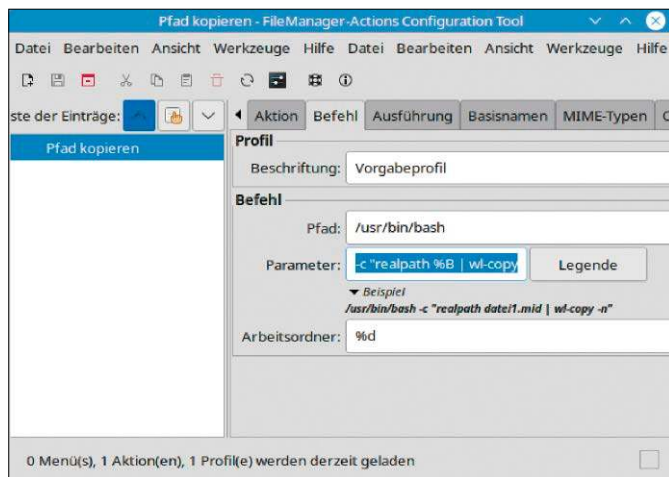 Pfad kopieren - FileManager-Actions Configuration Tool
Datei Bearbeiten Ansicht Werkzeuge Hilfe Datei Bearbeiten Ansicht Werkzeuge Hilfe
ste der Einträge: Aktion Befehl Ausführung Basisnamen MIME-Typen
Pfad kopieren
Profil
Beschriftung: Vorgabeprofil
Befehl
Pfad: /usr/bin/bash
Parameter: -c "realpath %B | wl-copy Legende
Beispiel
/usr/bin/bash -c "realpath datei1.mid | wl-copy -n"
Arbeitsordner: %d
0 Menü(s), 1 Aktion(en), 1 Profil(e) werden derzeit geladen